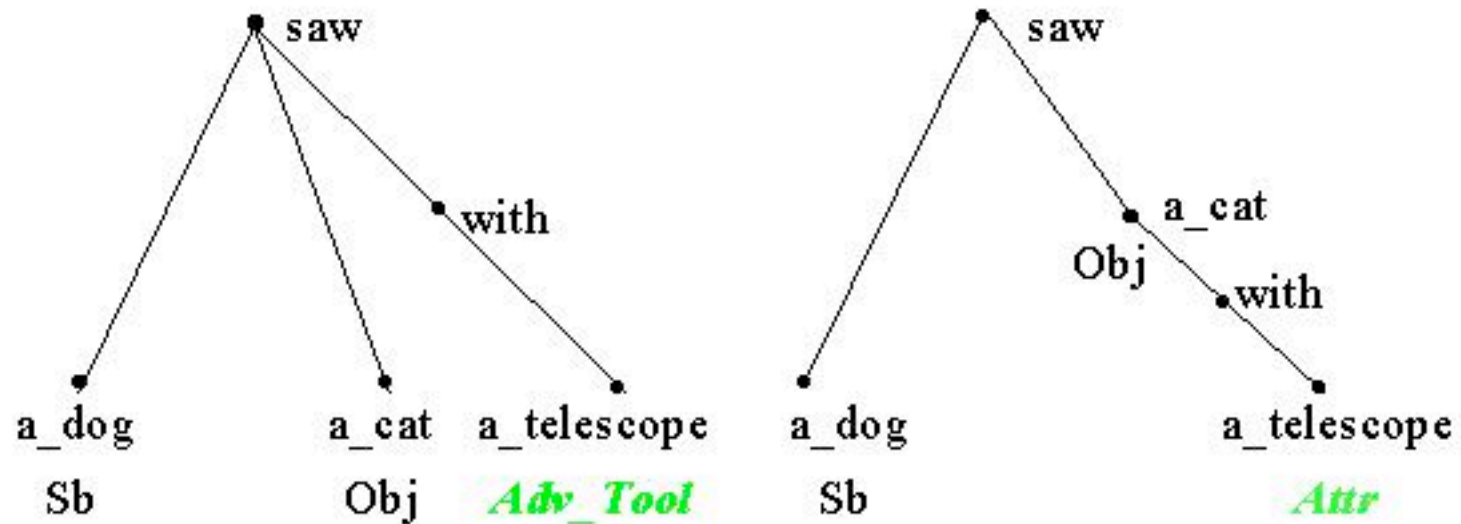 saw
with
a_dog a_cat a_telescope
Sb Obj Adv_Tool
saw
a_cat
Obj
with
a_dog a_telescope
Sb Attr